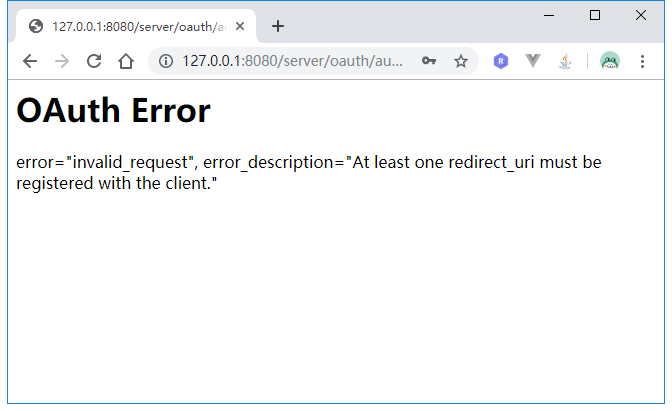 127.0.0.1:8080/server/oauth/a
127.0.0.1:8080/server/oauth/au...
R
OAuth Error
error="invalid_request", error_description="At least one redirect_uri must be
registered with the client."